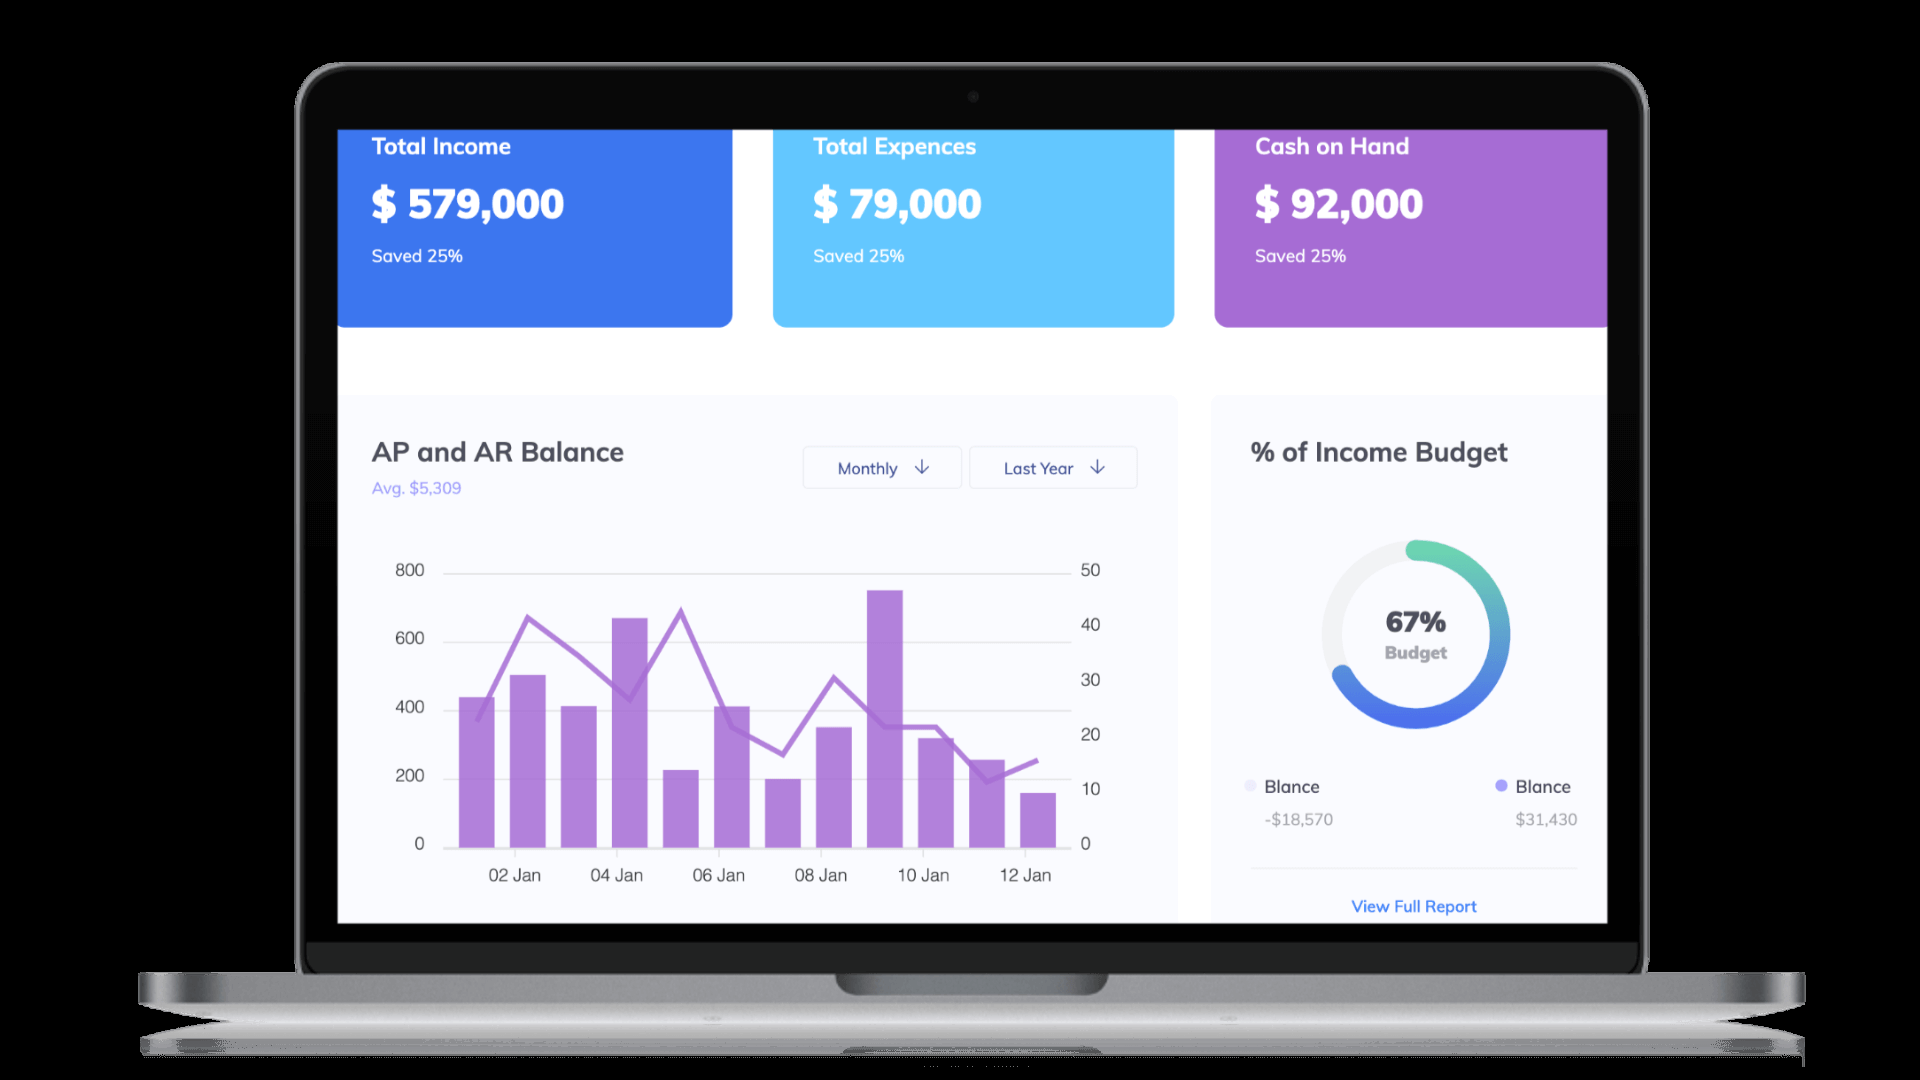 Total Income
$ 579,000
Saved 25%
Total Expences
$ 79,000
Saved 25%
Cash on Hand
$ 92,000
Saved 25%
AP and AR Balance
Avg. $5,309
Monthly
Last Year
800
600
400
200
0
50
40
30
20
10
0
02 Jan
04 Jan
06 Jan
08 Jan
10 Jan
12 Jan
% of Income Budget
67%
Budget
Blance
-$18,570
Blance
$31,430
View Full Report